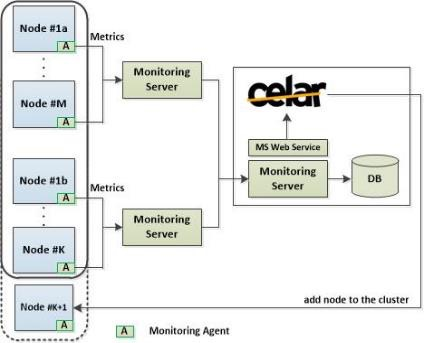 Node #1a
A
Metrics
Node #M
A
Monitoring
Server
Node #1b
A
Metrics
Node #K
A
Monitoring
Server
Node #K+1
A
celar
MS Web Service
Monitoring
Server
DB
add node to the cluster
A
Monitoring Agent